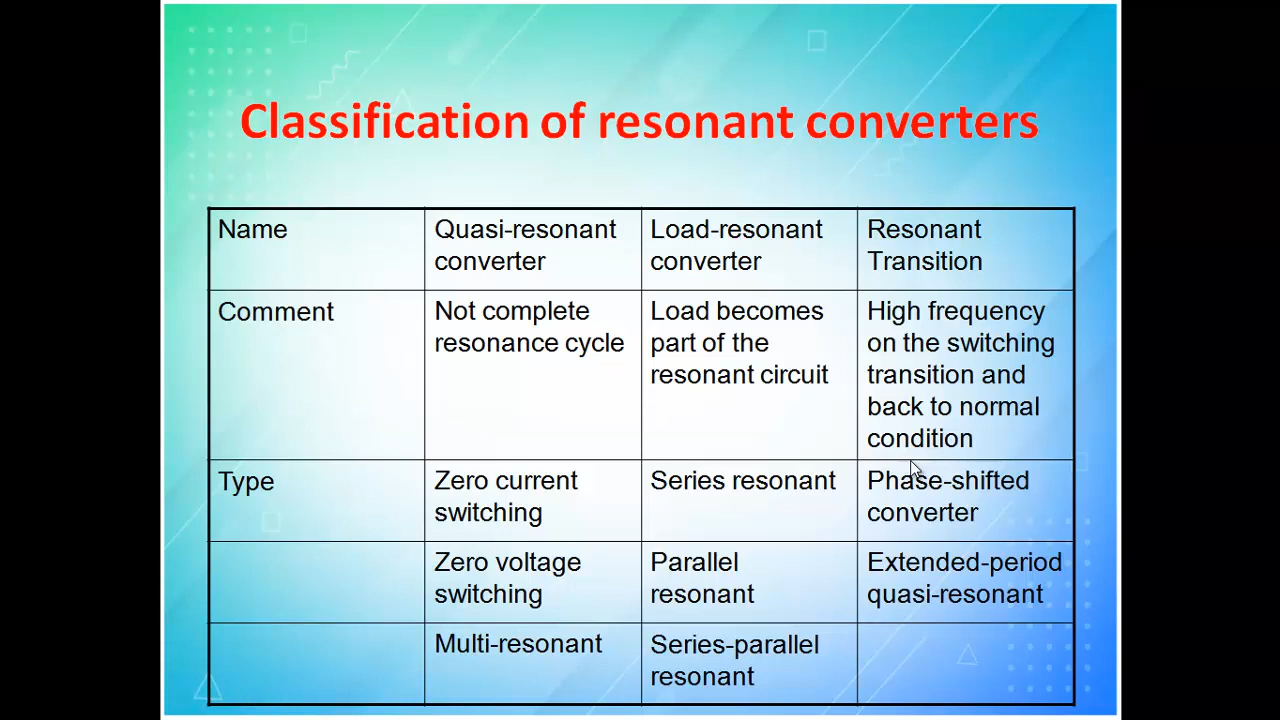 Classification of resonant converters
Name
Quasi-resonant
converter
Load-resonant
converter
Resonant
Transition
Comment
Not complete
resonance cycle
Load becomes
part of the
resonant circuit
High frequency
on the switching
transition and
back to normal
condition
Type
Zero current
switching
Series resonant
Phase-shifted
converter
Zero voltage
switching
Parallel
resonant
Extended-period
quasi-resonant
Multi-resonant
Series-parallel
resonant